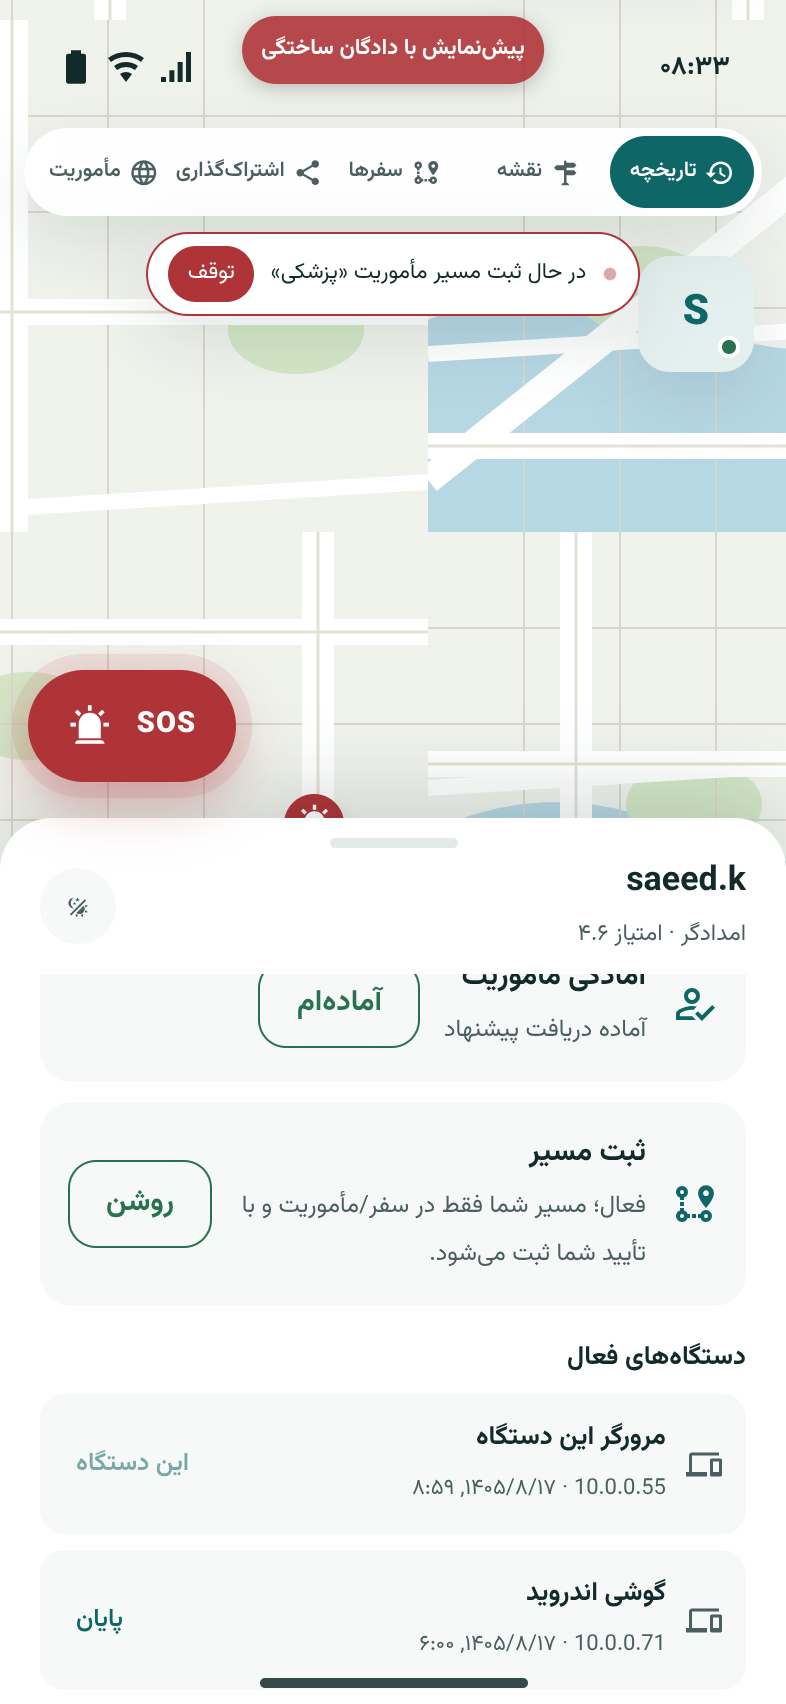 پیش‌نمایش با دادگان ساختگی
۰۸:۳۳
تاریخچه
نقشه
سفرها
اشتراک‌گذاری
مأموریت
در حال ثبت مسیر مأموریت «پزشکی»
توقف
S
SOS
saeed.k
امدادگر · امتیاز ۴.۶
آمادگی مأموریت
آماده دریافت پیشنهاد
آماده‌ام
ثبت مسیر
فعال؛ مسیر شما فقط در سفر/مأموریت و با
تأیید شما ثبت می‌شود.
روشن
دستگاه‌های فعال
مرورگر این دستگاه
10.0.0.55 · ۱۴۰۵/۸/۱۷, ۸:۵۹
این دستگاه
گوشی اندروید
10.0.0.71 · ۱۴۰۵/۸/۱۷, ۶:۰۰
پایان